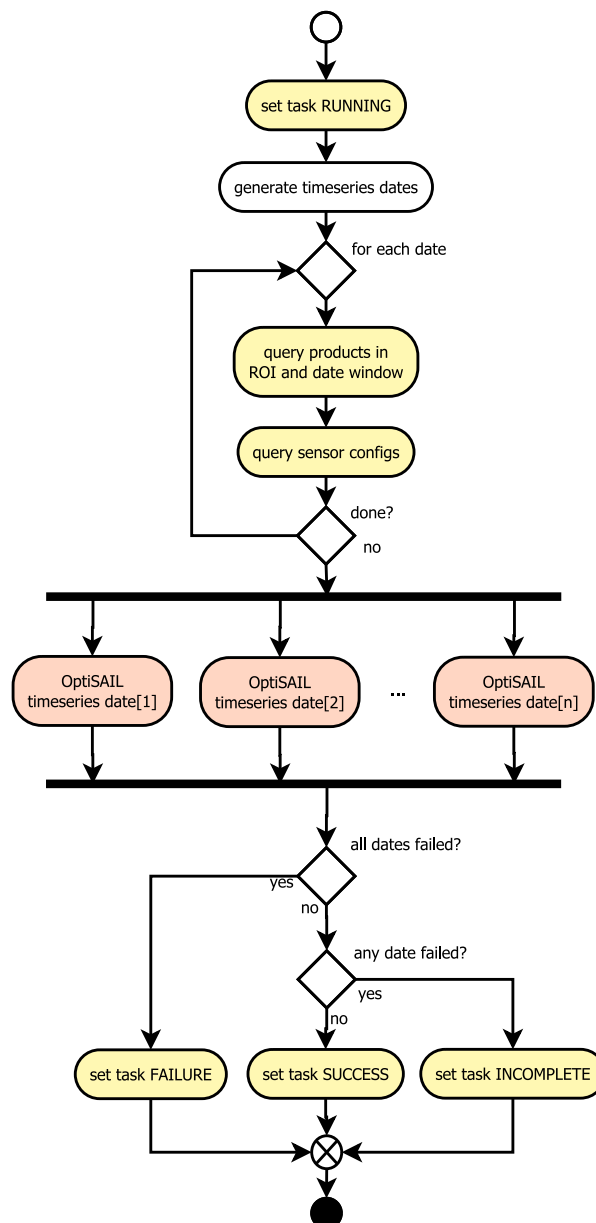 set task RUNNING
generate timeseries dates
for each date
query products in
ROI and date window
query sensor configs
done?
no
OptiSAIL
timeseries date[1]
OptiSAIL
timeseries date[2]
...
OptiSAIL
timeseries date[n]
all dates failed?
yes
no
any date failed?
yes
no
set task FAILURE
set task SUCCESS
set task INCOMPLETE